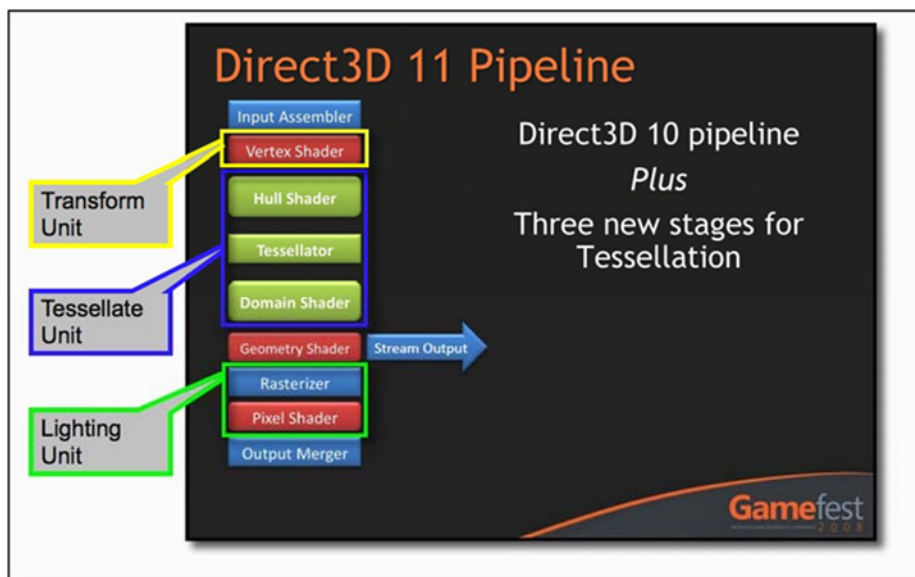 Direct3D 11 Pipeline
Input Assembler
Vertex Shader
Hull Shader
Tessellator
Domain Shader
Geometry Shader
Stream Output
Rasterizer
Pixel Shader
Output Merger
Transform
Unit
Tessellate
Unit
Lighting
Unit
Direct3D 10 pipeline
Plus
Three new stages for
Tessellation
Gamefest
2008